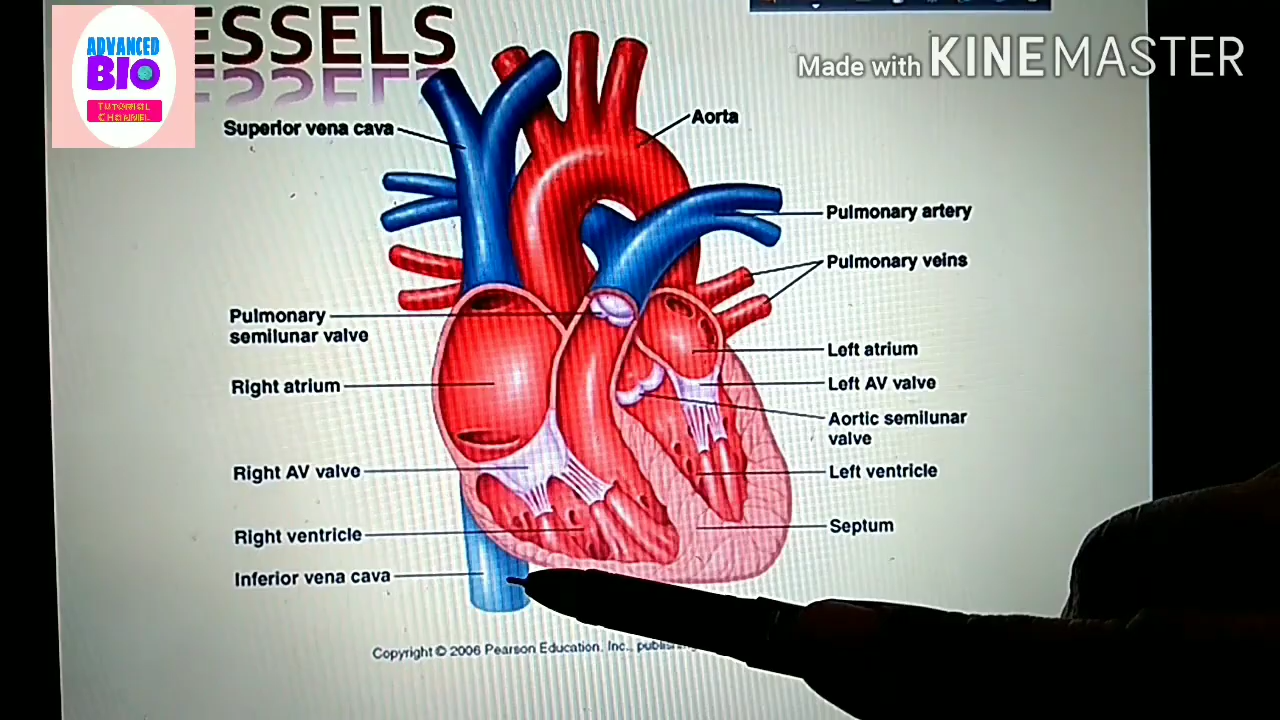 ESSELS
ADVANCED
BIO
TUTORIAL
CHANNEL
Made with KINEMASTER
Superior vena cava
Aorta
Pulmonary artery
Pulmonary veins
Pulmonary
semilunar valve
Left atrium
Right atrium
Left AV valve
Aortic semilunar
valve
Right AV valve
Left ventricle
Right ventricle
Septum
Inferior vena cava
Copyright © 2006 Pearson Education, Inc.,